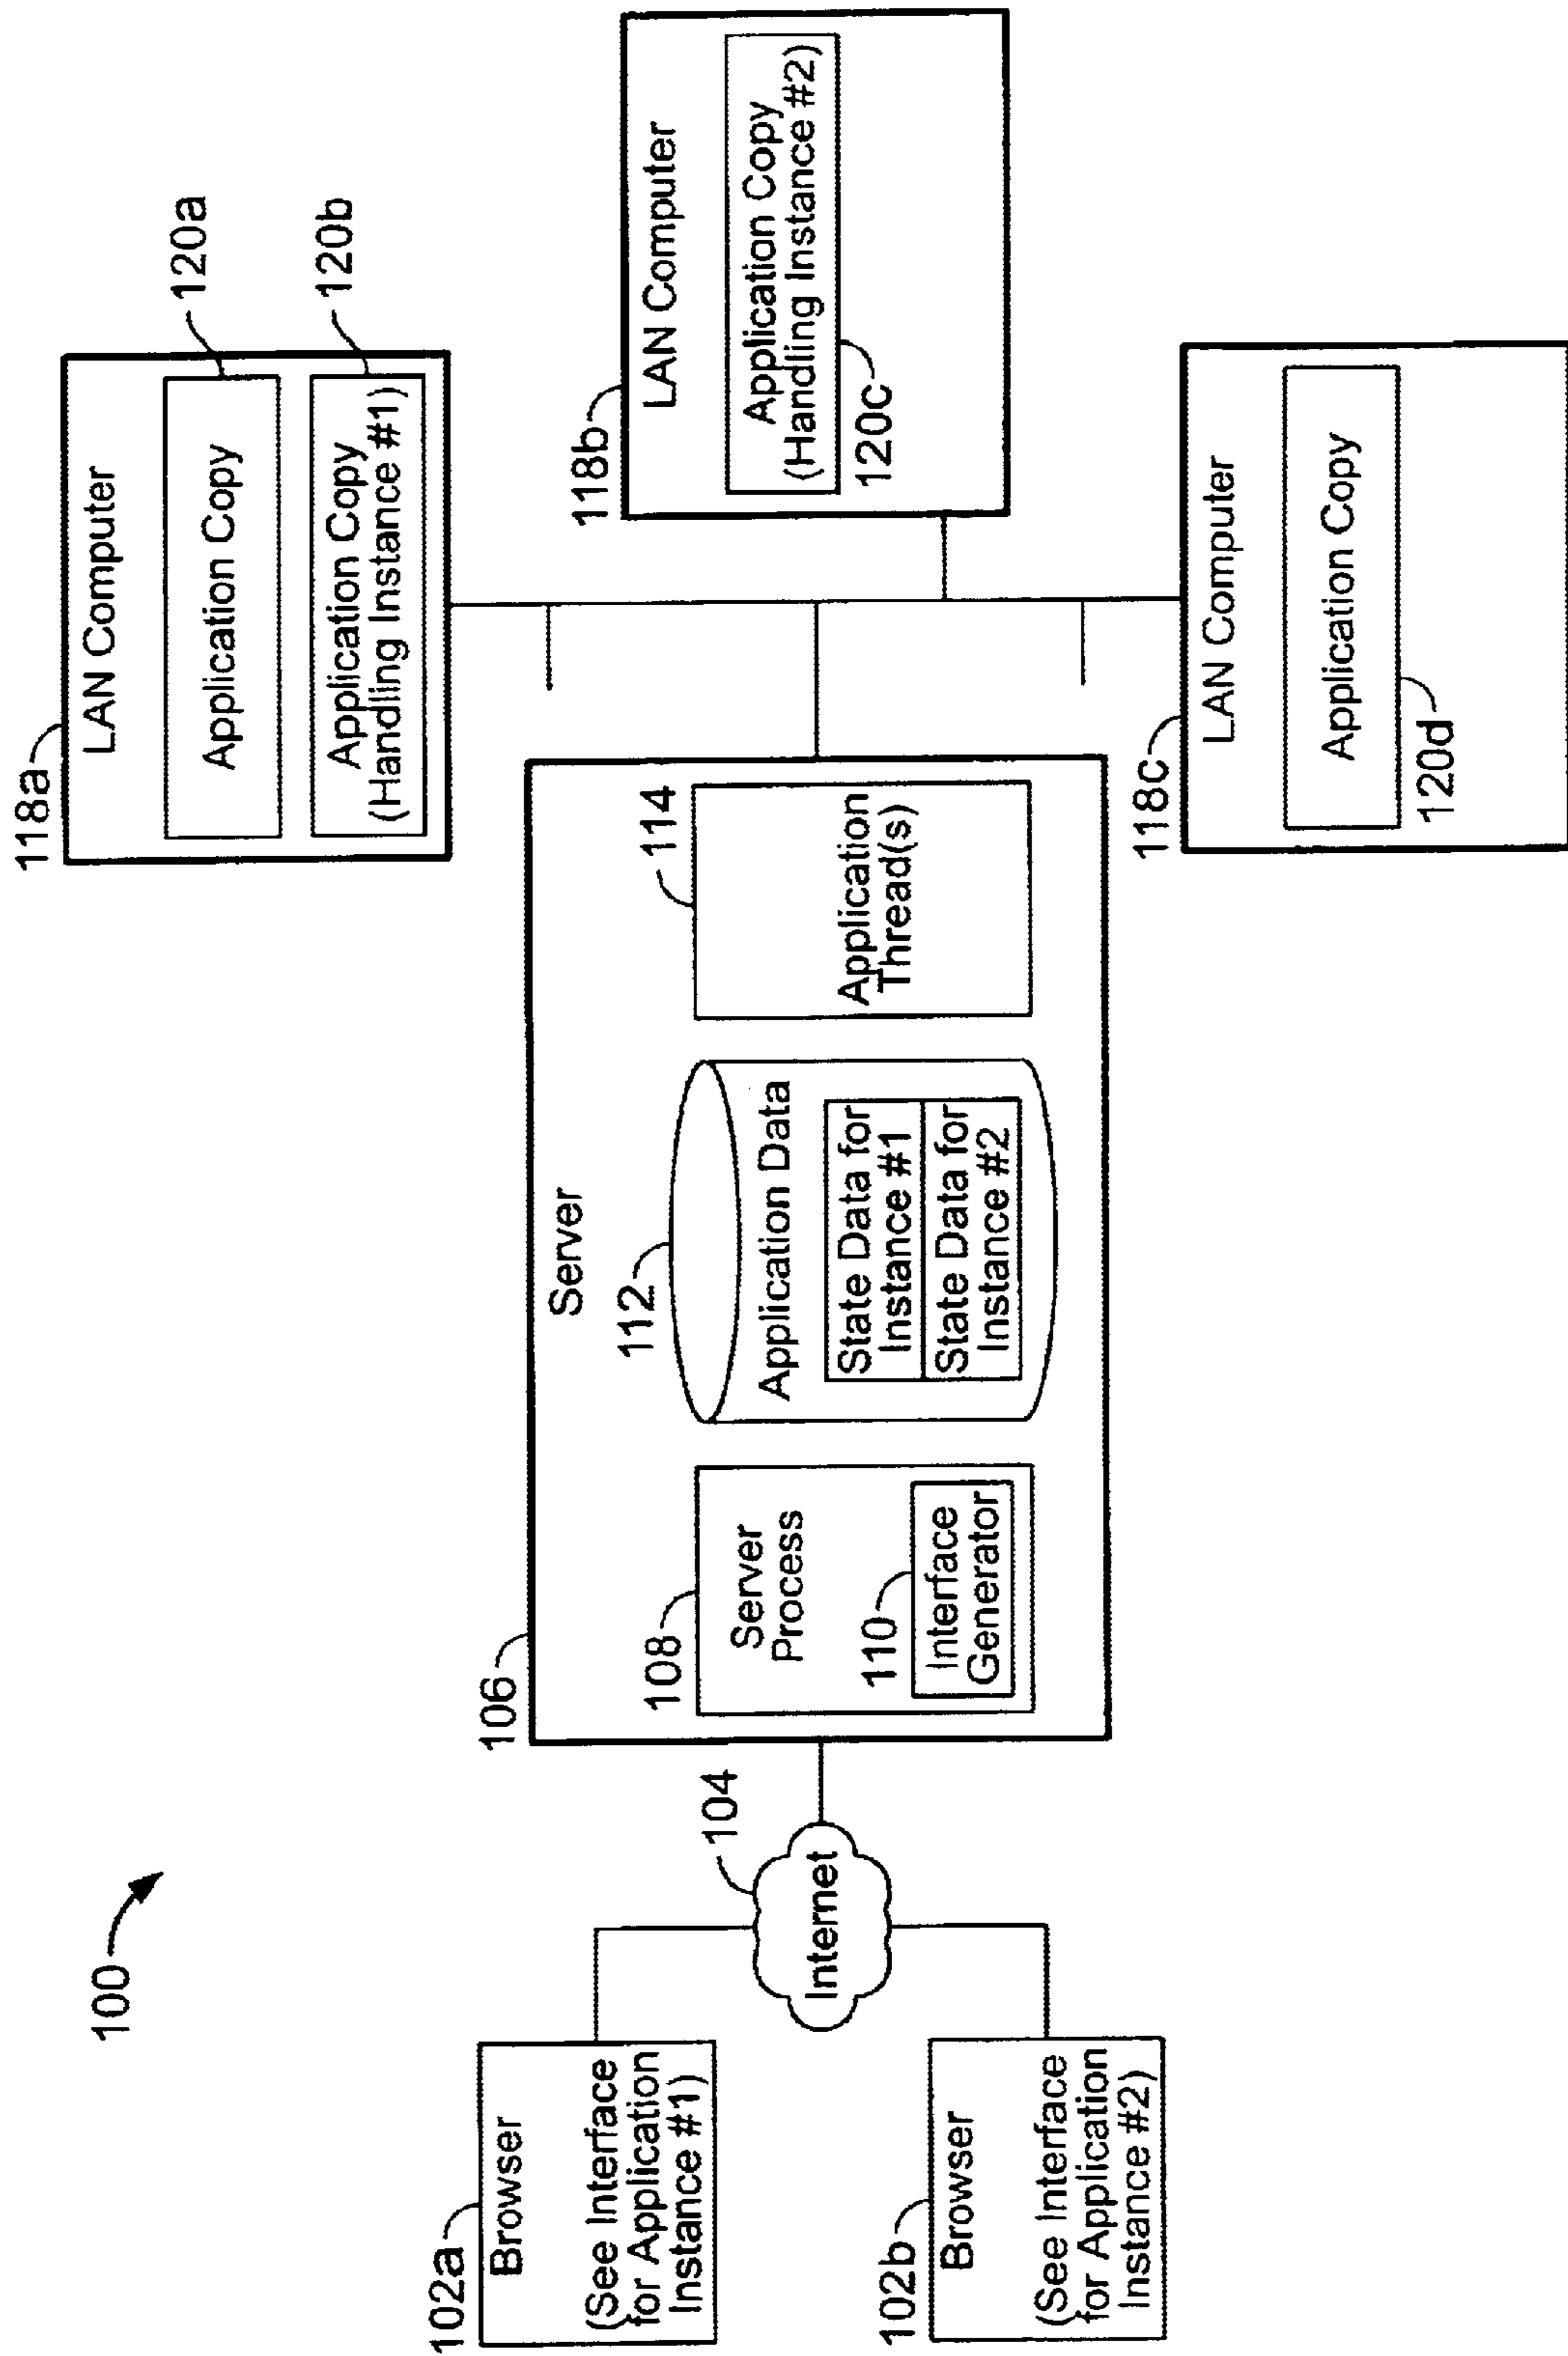 100
102a
Browser
(See Interface
for Application
Instance #1)
102b
Browser
(See Interface
for Application
Instance #2)
104
Internet
106
Server
108
Server
Process
110
Interface
Generator
112
Application Data
State Data for
Instance #1
State Data for
Instance #2
114
Application
Thread(s)
118a
LAN Computer
Application Copy
120a
Application Copy
(Handling Instance #1)
120b
118b
LAN Computer
Application Copy
(Handling Instance #2)
120c
118c
LAN Computer
Application Copy
120d